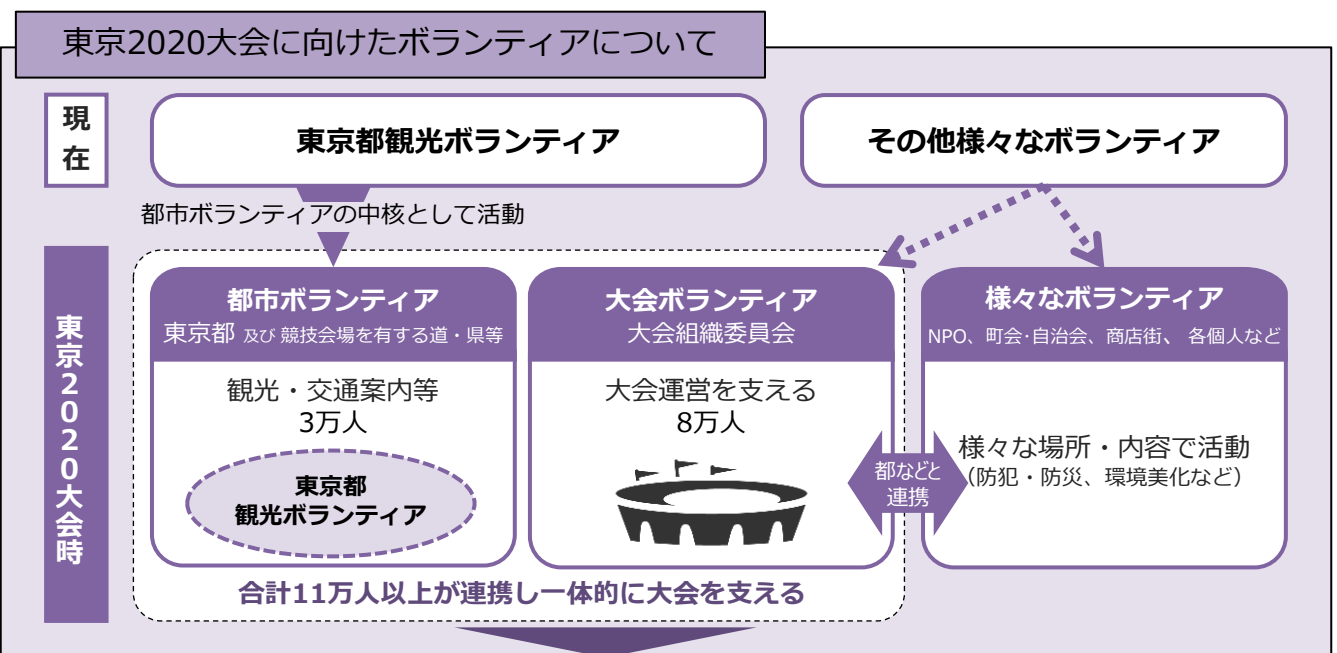 東京2020大会に向けたボランティアについて
現在
東京都観光ボランティア
その他様々なボランティア
都市ボランティアの中核として活動
東京2020大会時
都市ボランティア
東京都 及び 競技会場を有する道・県等
観光・交通案内等
3万人
東京都
観光ボランティア
大会ボランティア
大会組織委員会
大会運営を支える
8万人
都などと
連携
様々なボランティア
NPO、町会・自治会、商店街、各個人など
様々な場所・内容で活動
（防犯・防災、環境美化など）
合計11万人以上が連携し一体的に大会を支える